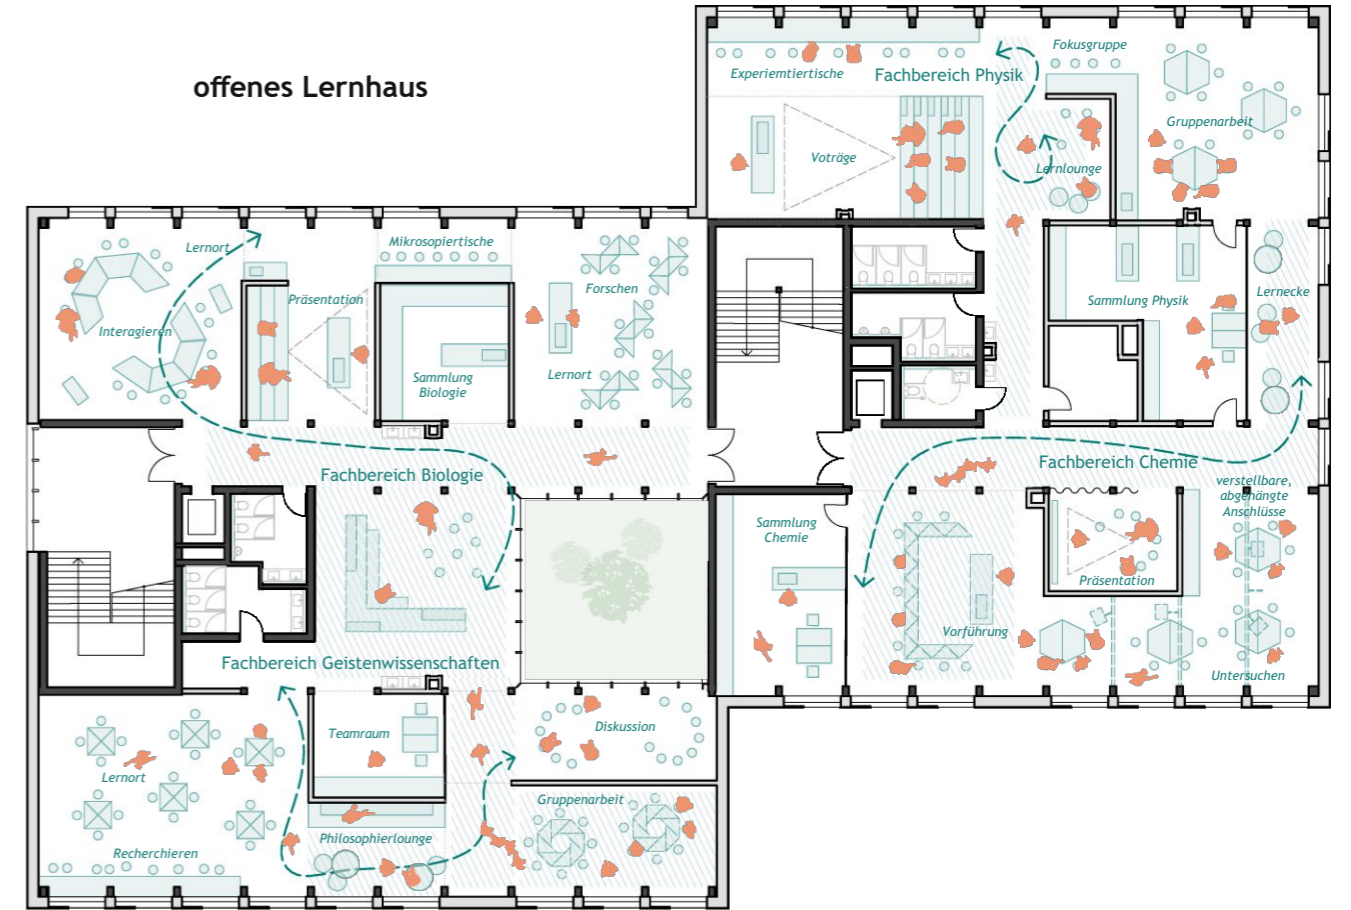 offenes Lernhaus
Experiemtiertische
Fachbereich Physik
Fokusgruppe
Gruppenarbeit
Voträge
Lernlounge
Lernort
Mikrosopiertische
Präsentation
Interagieren
Forschen
Sammlung
Biologie
Lernort
Sammlung Physik
Lernecke
Fachbereich Biologie
Fachbereich Chemie
verstellbare,
abgehängte
Anschlüsse
Sammlung
Chemie
Präsentation
Vorführung
Untersuchen
Fachbereich Geistenwissenschaften
Teamraum
Diskussion
Lernort
Gruppenarbeit
Philosophierlounge
Recherchieren